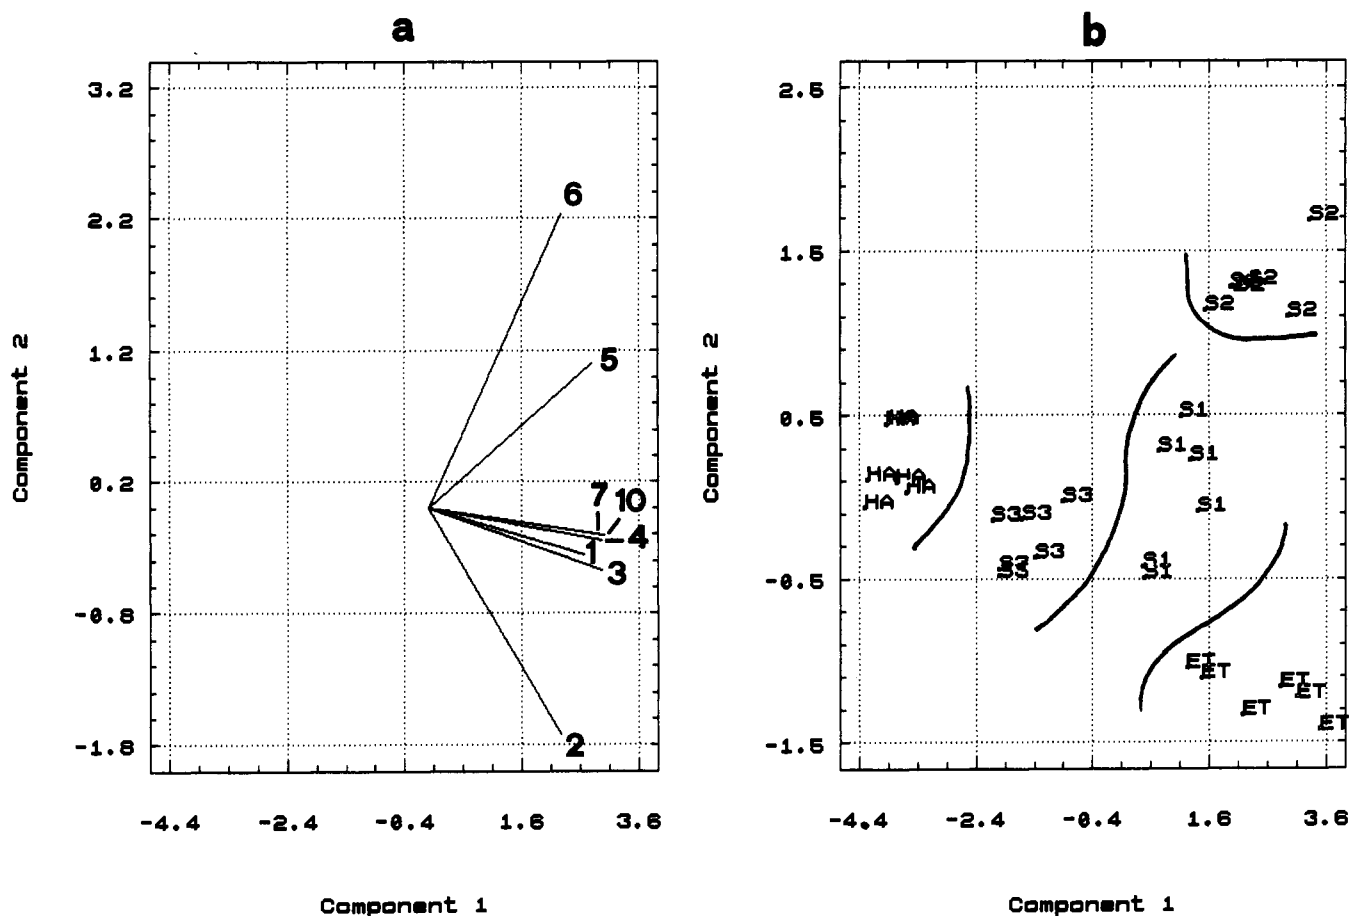 a
3.2
2.2
1.2
0.2
-0.8
-1.8
-4.4 -2.4 -0.4 1.6 3.6
Component 1
Component 2
6
5
7 10
4
1
3
2
b
2.5
1.5
0.5
-0.5
-1.5
-4.4 -2.4 -0.4 1.6 3.6
Component 1
Component 2
S2
S2
S2
S2
S1
S1 S1
S1
S1
S1
HA HA
HA
HA
S3
S3 S3
S3
ET
ET
ET
ET
ET
ET